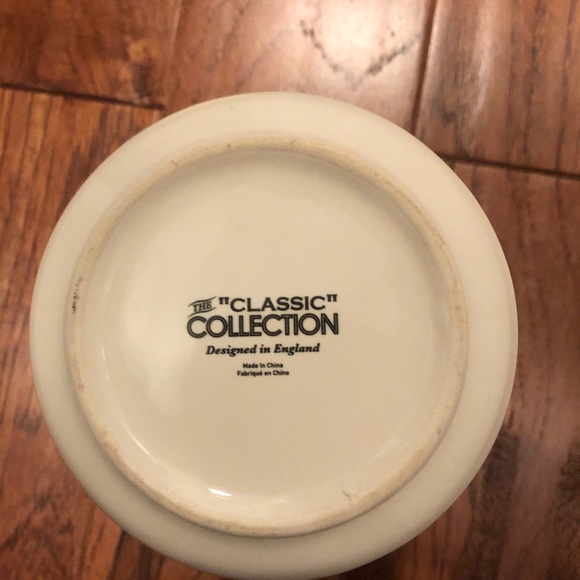 THE "CLASSIC"
COLLECTION
Designed in England
Made in China
Fabriqué en Chine